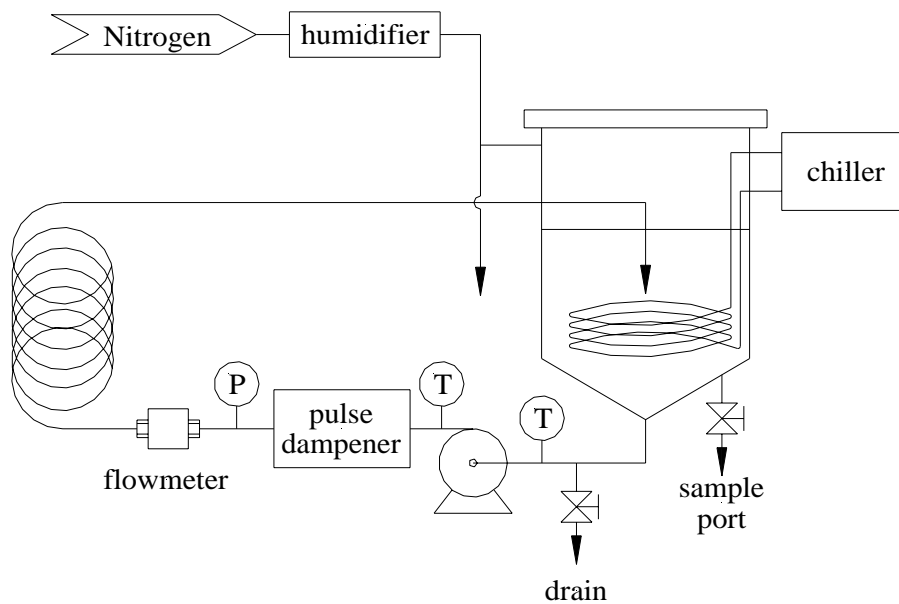 Nitrogen
humidifier
chiller
P
T
pulse
dampener
T
flowmeter
sample
port
drain